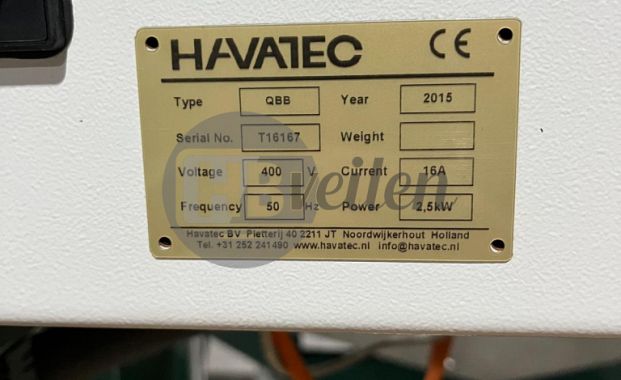 HAVATEC CE
Type QBB Year 2015
Serial No. T16167 Weight
Voltage 400 V Current 16A
Frequency 50 Hz Power 2,5kW
Havatec BV Pletterij 40 2211 JT Noordwijkerhout Holland
Tel. +31 252 241490 www.havatec.nl info@havatec.nl
veilen